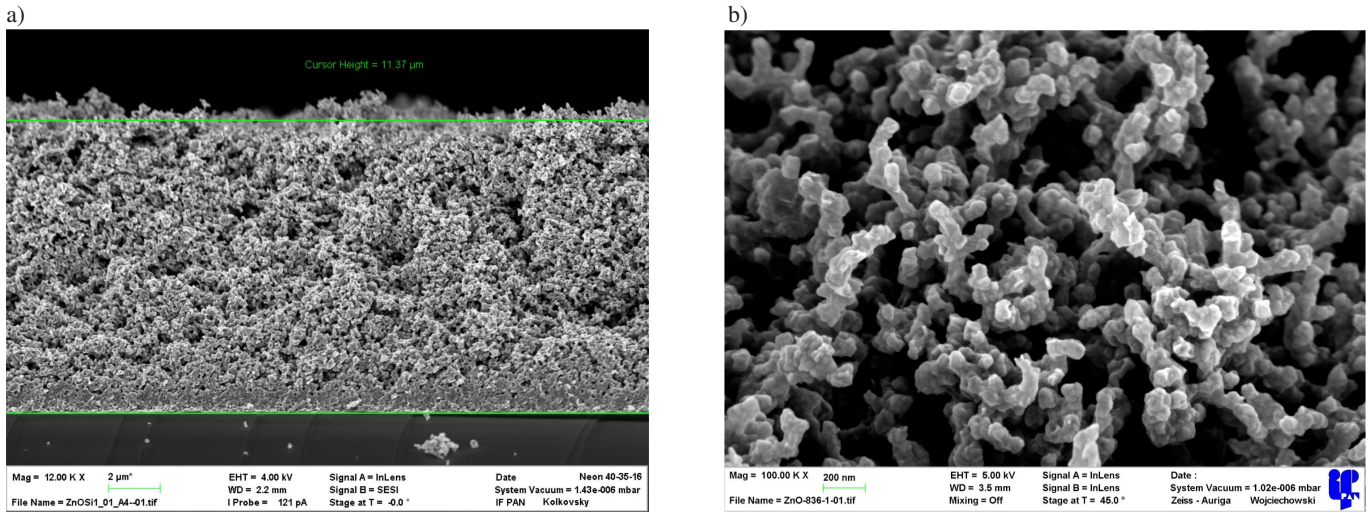 a)
Cursor Height = 11.37 µm
Mag = 12.00 K X
2 µm*
EHT = 4.00 kV
Signal A = InLens
Date
Neon 40-35-16
WD = 2.2 mm
Signal B = SESI
System Vacuum = 1.43e-006 mbar
File Name = ZnOSi1_01_A4--01.tif
I Probe = 121 pA
Stage at T = -0.0 °
IF PAN
Kolkovsky
b)
Mag = 100.00 K X
200 nm
EHT = 5.00 kV
Signal A = InLens
Date :
WD = 3.5 mm
Signal B = InLens
System Vacuum = 1.02e-006 mbar
File Name = ZnO-836-1-01.tif
Mixing = Off
Stage at T = 45.0 °
Zeiss - Auriga
Wojciechowski